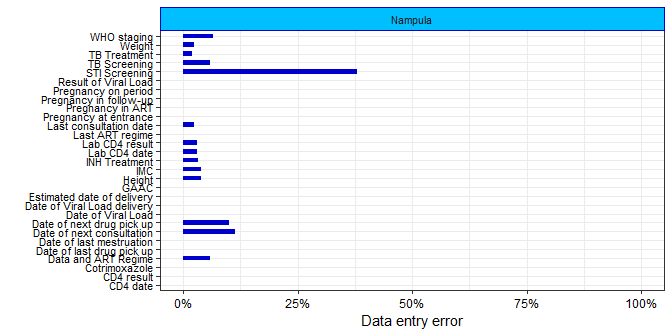 Nampula
WHO staging
Weight
TB Treatment
TB Screening
STI Screening
Result of Viral Load
Pregnancy on period
Pregnancy in follow-up
Pregnancy in ART
Pregnancy at entrance
Last consultation date
Last ART regime
Lab CD4 result
Lab CD4 date
INH Treatment
IMC
Height
GAAC
Estimated date of delivery
Date of Viral Load delivery
Date of Viral Load
Date of next drug pick up
Date of next consultation
Date of last mestruation
Date of last drug pick up
Data and ART Regime
Cotrimoxazole
CD4 result
CD4 date
0% 25% 50% 75% 100%
Data entry error